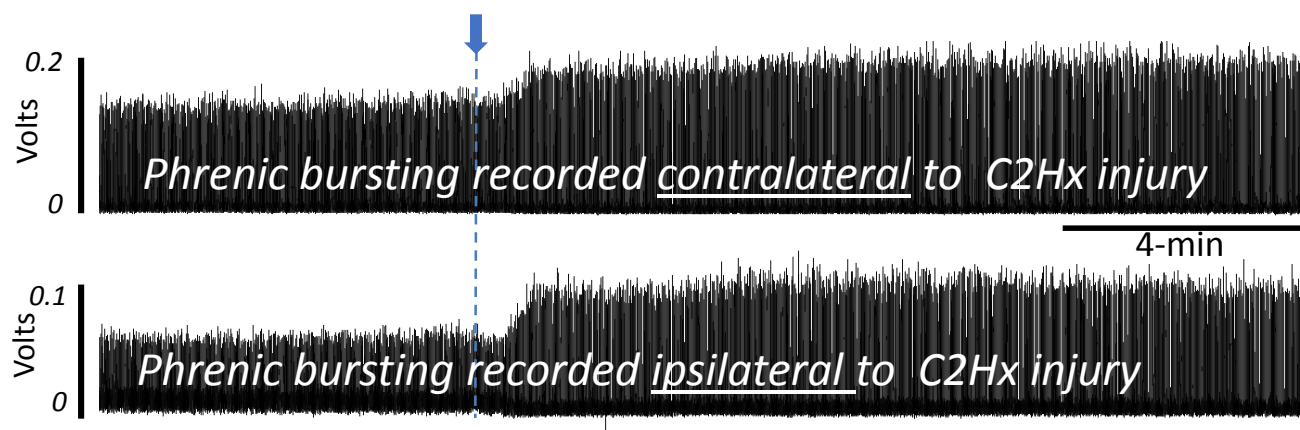 0.2
Volts
0
Phrenic bursting recorded contralateral to C2Hx injury
4-min
0.1
Volts
0
Phrenic bursting recorded ipsilateral to C2Hx injury